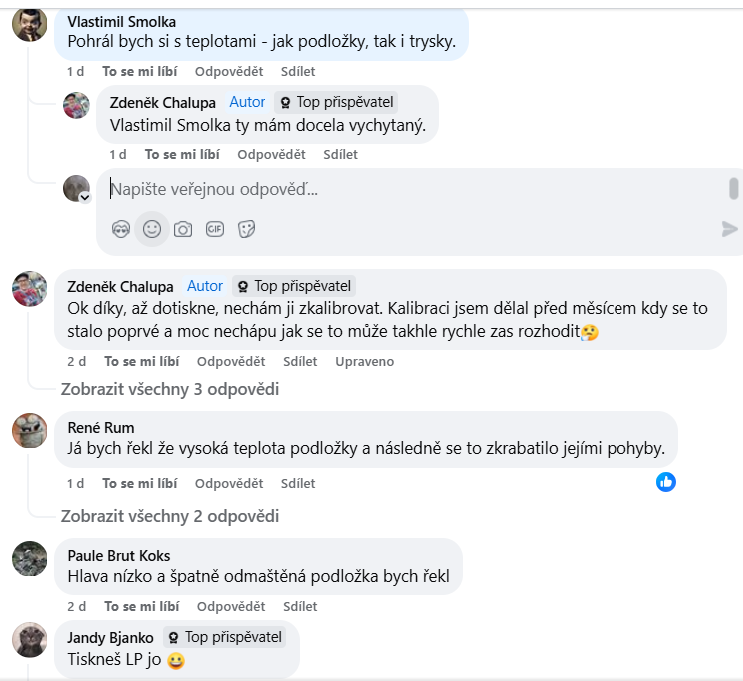 Vlastimil Smolka
Pohrál bych si s teplotami - jak podložky, tak i trysky.
1 d To se mi líbí Odpovědět Sdílet
Zdeněk Chalupa Autor Top přispěvatel
Vlastimil Smolka ty mám docela vychytaný.
1 d To se mi líbí Odpovědět Sdílet
Napište veřejnou odpověď...
GIF
Zdeněk Chalupa Autor Top přispěvatel
Ok díky, až dotiskne, nechám ji zkalibrovat. Kalibraci jsem dělal před měsícem kdy se to
stalo poprvé a moc nechápu jak se to může takhle rychle zas rozhodit🤔
2 d To se mi líbí Odpovědět Sdílet Upraveno
Zobrazit všechny 3 odpovědi
René Rum
Já bych řekl že vysoká teplota podložky a následně se to zkrabatilo jejími pohyby.
1 d To se mi líbí Odpovědět Sdílet
Zobrazit všechny 2 odpovědi
Paule Brut Koks
Hlava nízko a špatně odmaštěná podložka bych řekl
2 d To se mi líbí Odpovědět Sdílet
Jandy Bjanko Top přispěvatel
Tiskneš LP jo 😀